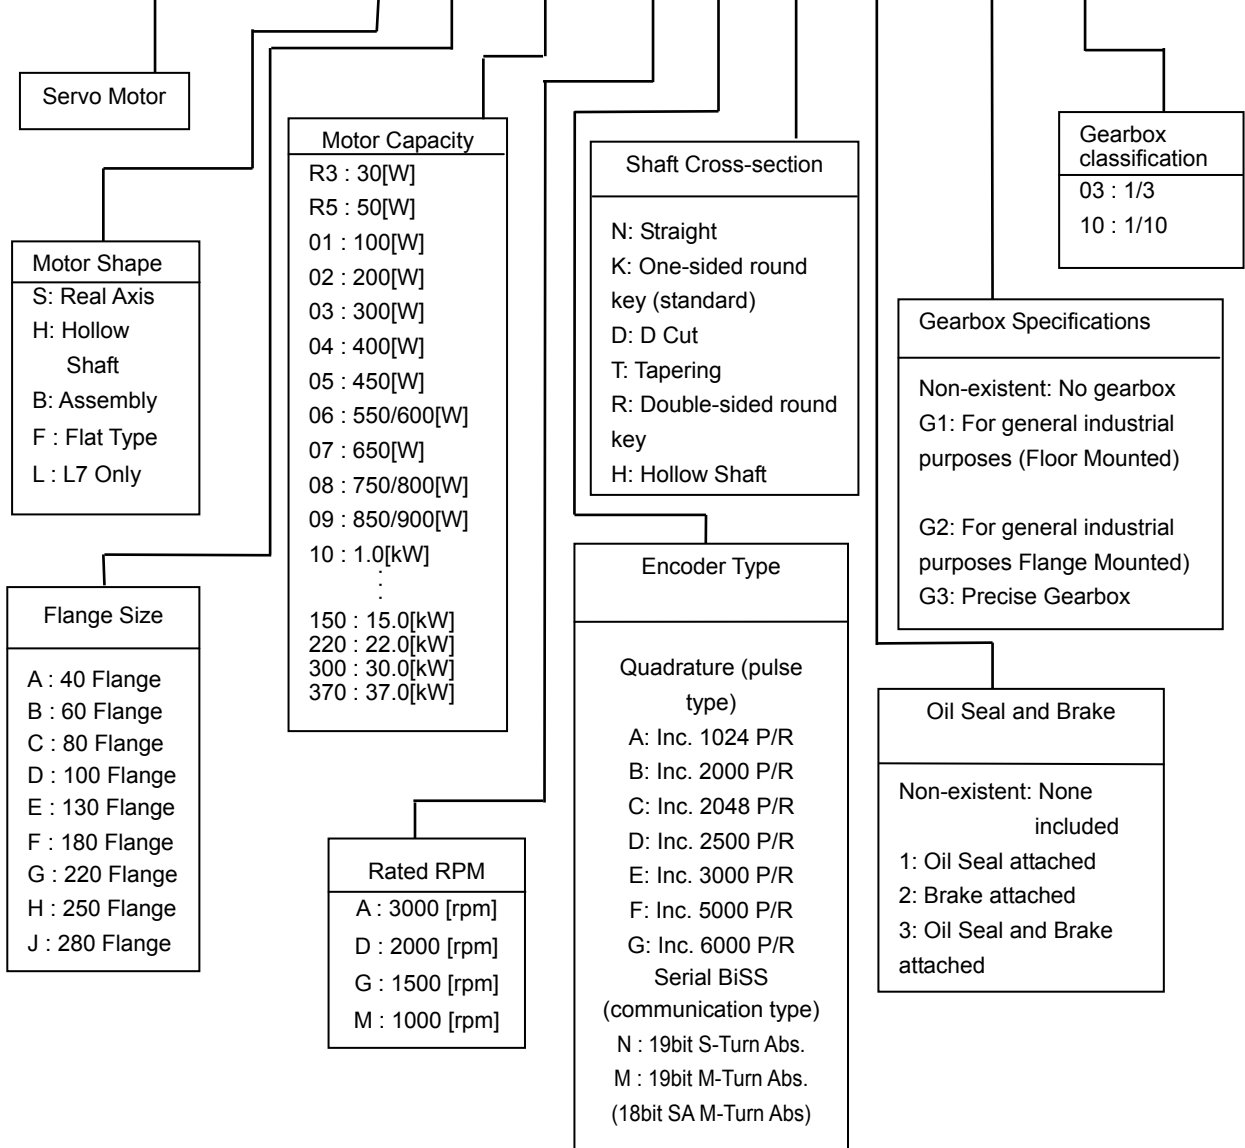 Servo Motor
Motor Shape
S: Real Axis
H: Hollow
Shaft
B: Assembly
F : Flat Type
L : L7 Only
Flange Size
A : 40 Flange
B : 60 Flange
C : 80 Flange
D : 100 Flange
E : 130 Flange
F : 180 Flange
G : 220 Flange
H : 250 Flange
J : 280 Flange
Motor Capacity
R3 : 30[W]
R5 : 50[W]
01 : 100[W]
02 : 200[W]
03 : 300[W]
04 : 400[W]
05 : 450[W]
06 : 550/600[W]
07 : 650[W]
08 : 750/800[W]
09 : 850/900[W]
10 : 1.0[kW]
:
:
150 : 15.0[kW]
220 : 22.0[kW]
300 : 30.0[kW]
370 : 37.0[kW]
Rated RPM
A : 3000 [rpm]
D : 2000 [rpm]
G : 1500 [rpm]
M : 1000 [rpm]
Shaft Cross-section
N: Straight
K: One-sided round
key (standard)
D: D Cut
T: Tapering
R: Double-sided round
key
H: Hollow Shaft
Encoder Type
Quadrature (pulse
type)
A: Inc. 1024 P/R
B: Inc. 2000 P/R
C: Inc. 2048 P/R
D: Inc. 2500 P/R
E: Inc. 3000 P/R
F: Inc. 5000 P/R
G: Inc. 6000 P/R
Serial BiSS
(communication type)
N : 19bit S-Turn Abs.
M : 19bit M-Turn Abs.
(18bit SA M-Turn Abs)
Gearbox
classification
03 : 1/3
10 : 1/10
Gearbox Specifications
Non-existent: No gearbox
G1: For general industrial
purposes (Floor Mounted)
G2: For general industrial
purposes Flange Mounted)
G3: Precise Gearbox
Oil Seal and Brake
Non-existent: None
included
1: Oil Seal attached
2: Brake attached
3: Oil Seal and Brake
attached